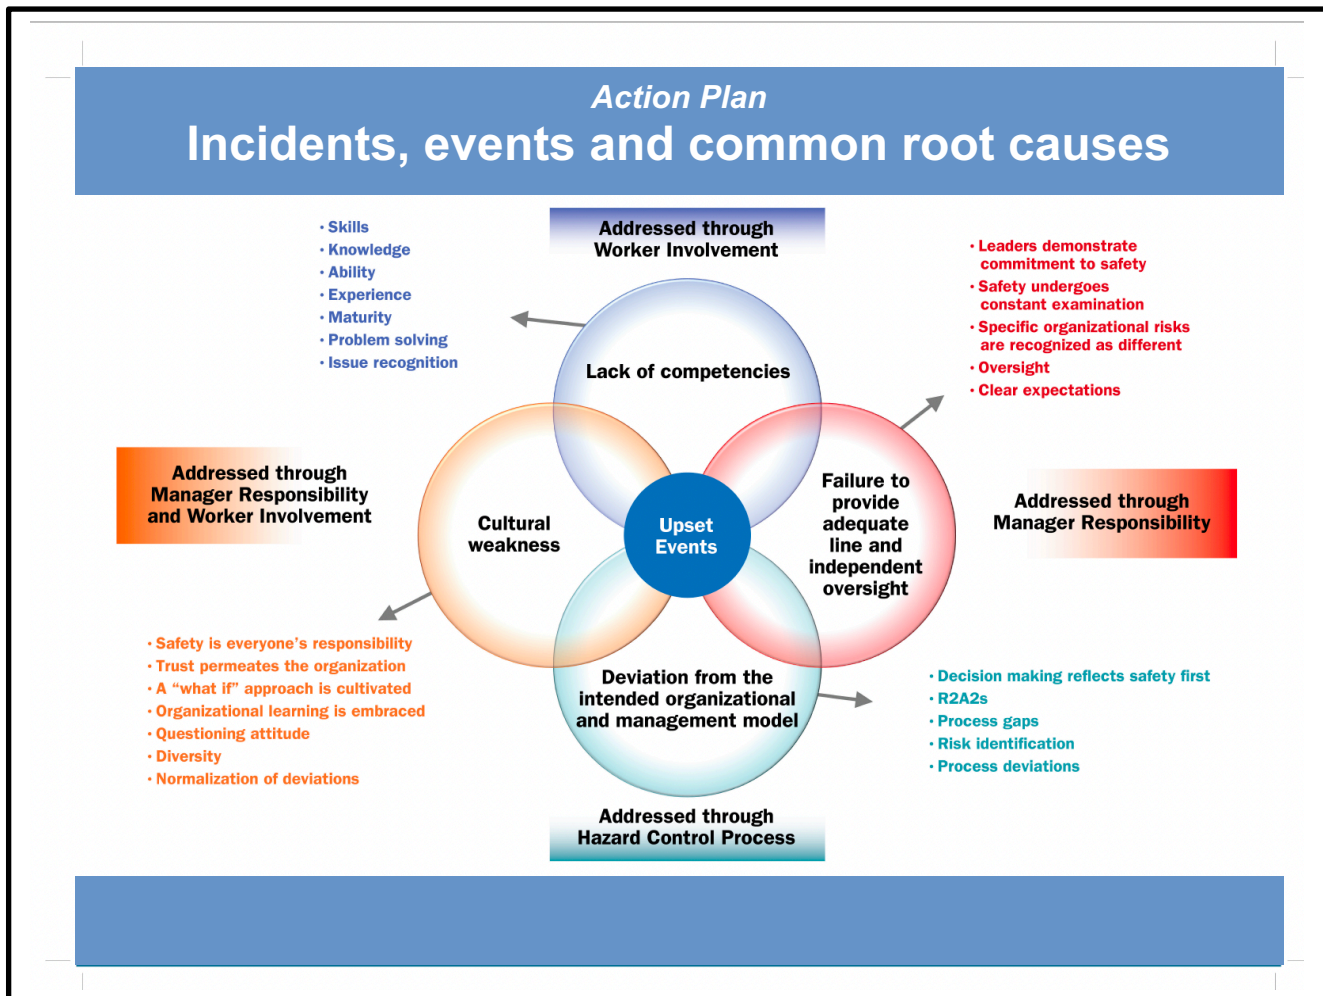 Action Plan
Incidents, events and common root causes
Addressed through
Worker Involvement
· Skills
· Knowledge
· Ability
· Experience
· Maturity
· Problem solving
· Issue recognition
· Leaders demonstrate
commitment to safety
· Safety undergoes
constant examination
· Specific organizational risks
are recognized as different
· Oversight
· Clear expectations
Lack of competencies
Addressed through
Manager Responsibility
and Worker Involvement
Cultural
weakness
Upset
Events
Failure to
provide
adequate
line and
independent
oversight
Addressed through
Manager Responsibility
· Safety is everyone’s responsibility
· Trust permeates the organization
· A “what if” approach is cultivated
· Organizational learning is embraced
· Questioning attitude
· Diversity
· Normalization of deviations
Deviation from the
intended organizational
and management model
· Decision making reflects safety first
· R2A2s
· Process gaps
· Risk identification
· Process deviations
Addressed through
Hazard Control Process